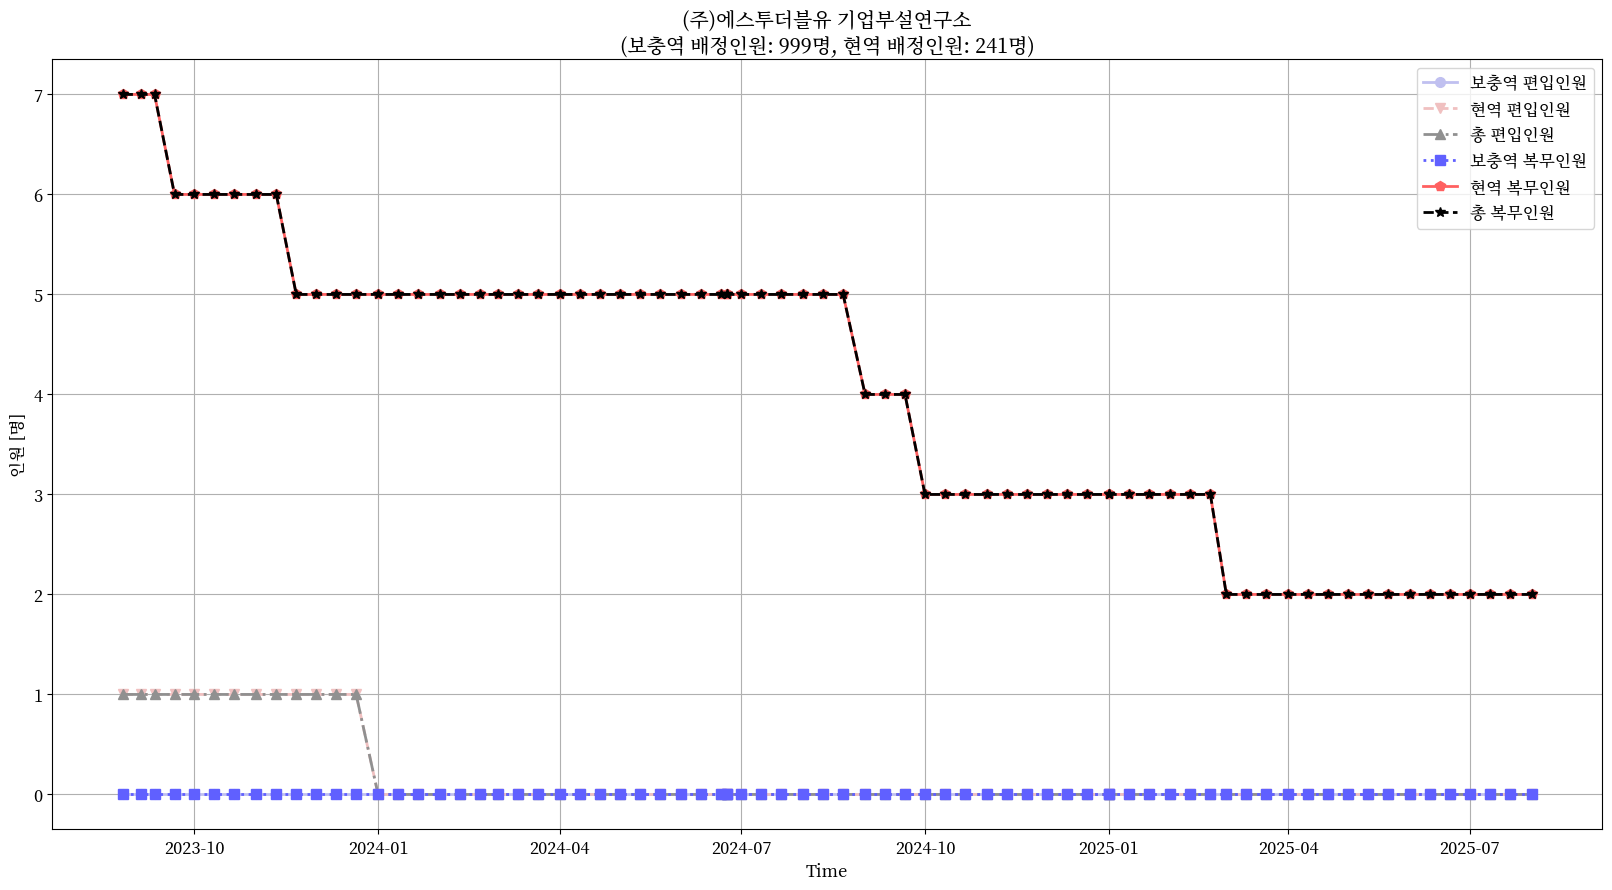 (주)에스투더블유 기업부설연구소
(보충역 배정인원: 999명, 현역 배정인원: 241명)
보충역 편입인원
현역 편입인원
총 편입인원
보충역 복무인원
현역 복무인원
총 복무인원
인원 [명]
7
6
5
4
3
2
1
0
2023-10
2024-01
2024-04
2024-07
2024-10
2025-01
2025-04
2025-07
Time